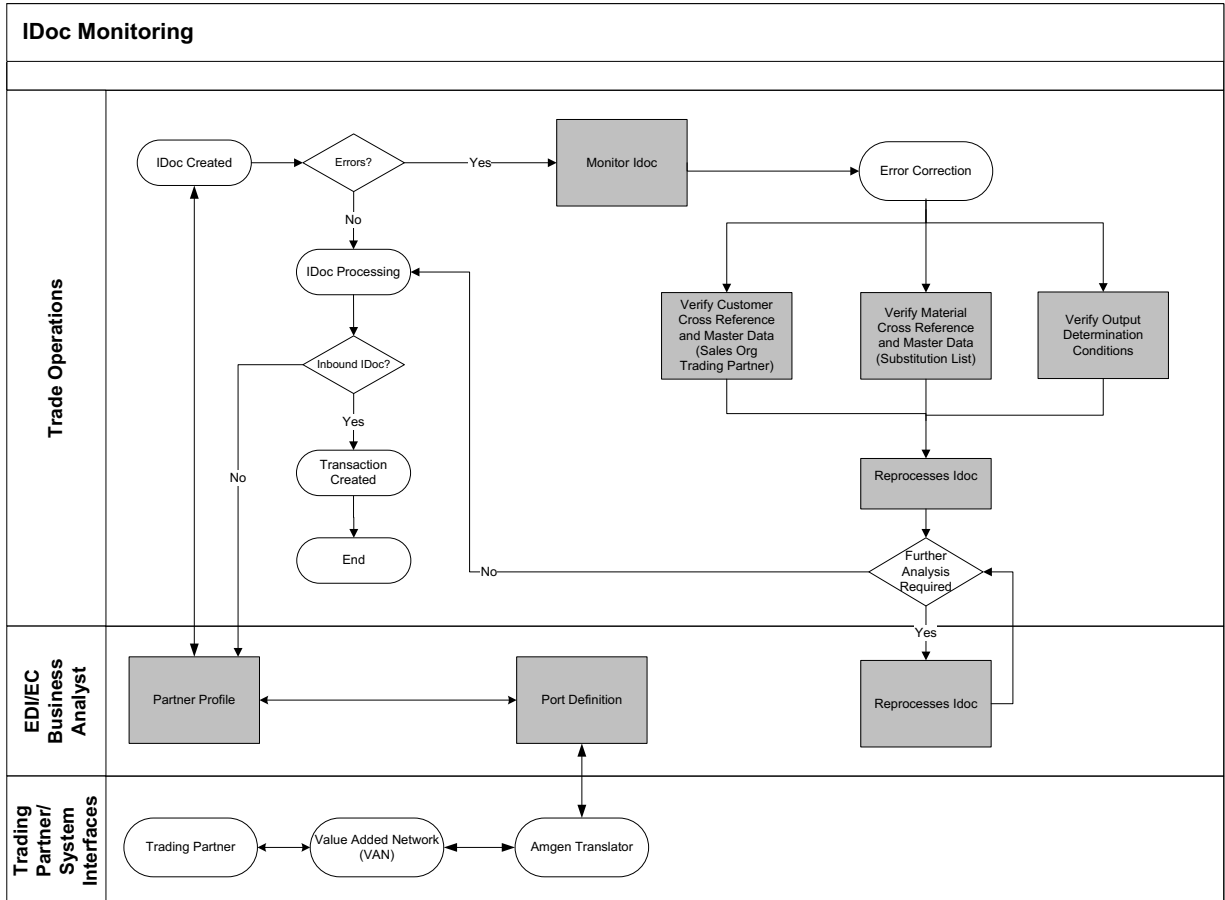 IDoc Monitoring
Trade Operations
IDoc Created
Errors?
Yes
Monitor Idoc
Error Correction
No
IDoc Processing
Verify Customer
Cross Reference
and Master Data
(Sales Org
Trading Partner)
Verify Material
Cross Reference
and Master Data
(Substitution List)
Verify Output
Determination
Conditions
Inbound IDoc?
Yes
No
Transaction
Created
Reprocesses Idoc
End
No
Further
Analysis
Required
Yes
EDI/EC
Business
Analyst
Partner Profile
Port Definition
Reprocesses Idoc
Trading
Partner/
System
Interfaces
Trading Partner
Value Added Network
(VAN)
Amgen Translator